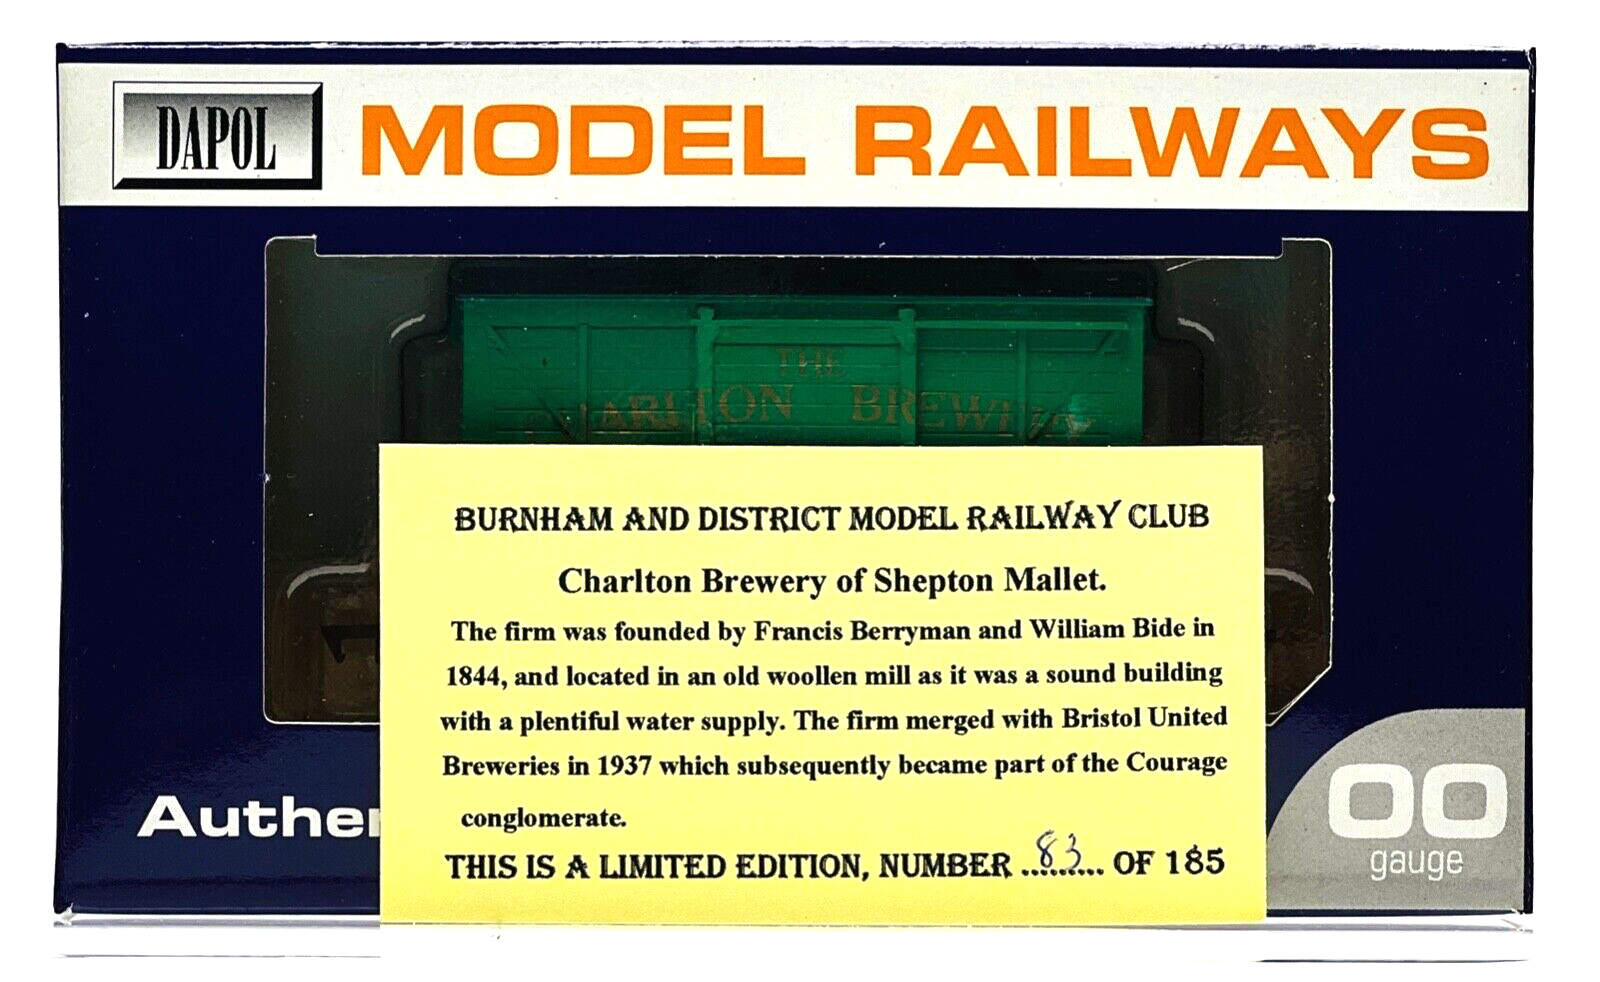 DAPOL MODEL RAILWAYS
THE
CHARLTON BREWERY
BURNHAM AND DISTRICT MODEL RAILWAY CLUB
Charlton Brewery of Shepton Mallet.
The firm was founded by Francis Berryman and William Bide in
1844, and located in an old woollen mill as it was a sound building
with a plentiful water supply. The firm merged with Bristol United
Breweries in 1937 which subsequently became part of the Courage
conglomerate.
THIS IS A LIMITED EDITION, NUMBER ...83... OF 185
Authen
OO
gauge